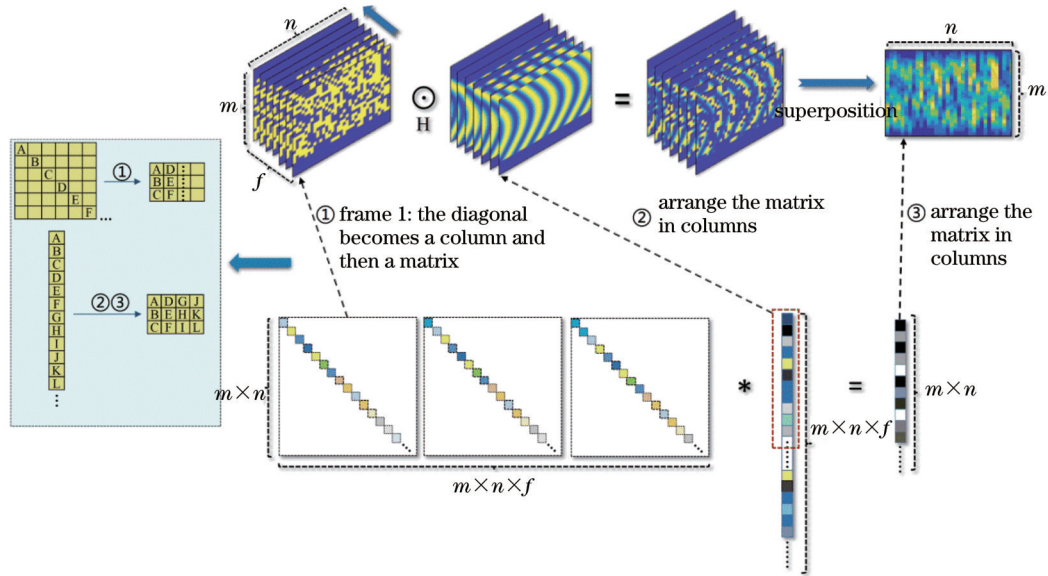 n
n
m
⊙
H
=
superposition
m
f
A
B
C
D
E
F
...
①
A D ⋮
B E ⋮
C F ⋮
① frame 1: the diagonal
becomes a column and
then a matrix
② arrange the matrix
in columns
③ arrange the
matrix in
columns
A
B
C
D
E
F
G
H
I
J
K
L
⋮
②③
A D G J
B E H K
C F I L
m×n
*
=
m×n
m×n×f
m×n×f